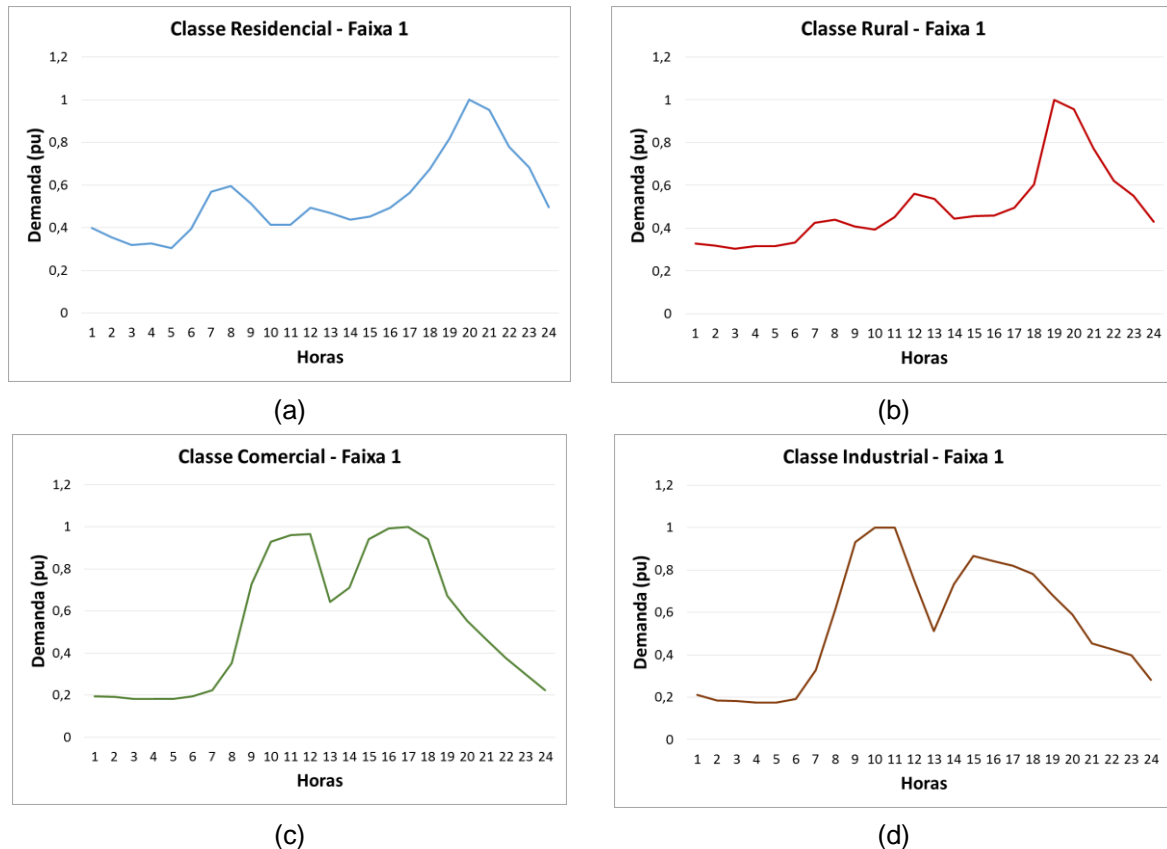 Classe Residencial - Faixa 1
1,2
1
0,8
0,6
0,4
0,2
0
Demanda (pu)
1 2 3 4 5 6 7 8 9 10 11 12 13 14 15 16 17 18 19 20 21 22 23 24
Horas
(a)
Classe Rural - Faixa 1
1,2
1
0,8
0,6
0,4
0,2
0
Demanda (pu)
1 2 3 4 5 6 7 8 9 10 11 12 13 14 15 16 17 18 19 20 21 22 23 24
Horas
(b)
Classe Comercial - Faixa 1
1,2
1
0,8
0,6
0,4
0,2
0
Demanda (pu)
1 2 3 4 5 6 7 8 9 10 11 12 13 14 15 16 17 18 19 20 21 22 23 24
Horas
(c)
Classe Industrial - Faixa 1
1,2
1
0,8
0,6
0,4
0,2
0
Demanda (pu)
1 2 3 4 5 6 7 8 9 10 11 12 13 14 15 16 17 18 19 20 21 22 23 24
Horas
(d)